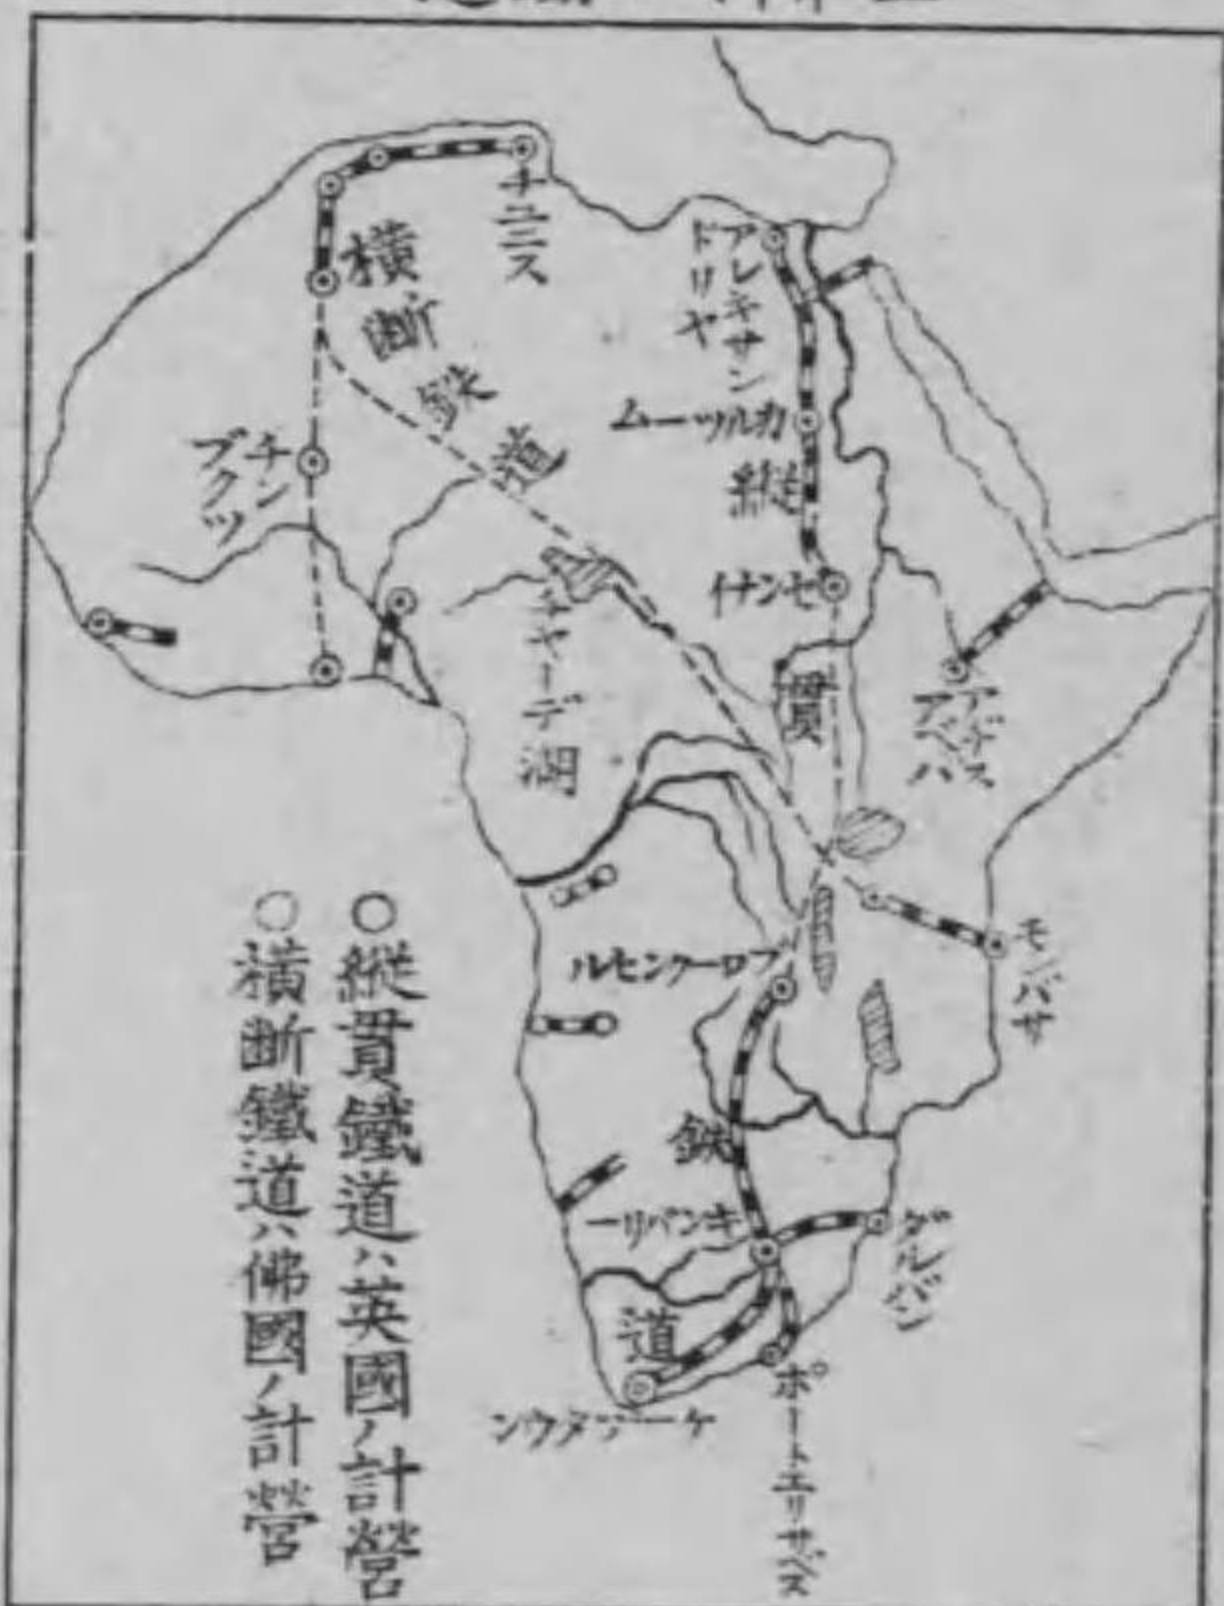 横断鉄道
チュニス
アレキサンドリヤ
カルツーム
縦貫鉄道
チンブクツ
センナイ
チャーデ湖
アヂスアベバ
モンバサ
ブロークンヒル
キンバリー
ダルバン
ケープタウン
ポートエリサベス
○縦貫鐵道ハ英國ノ計營
○橫断鐵道ハ佛國ノ計營